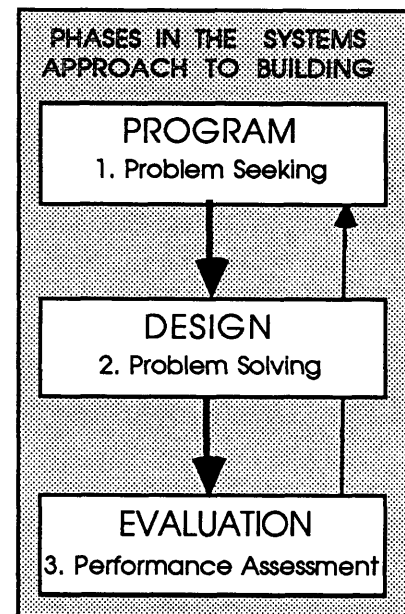 PHASES IN THE SYSTEMS
APPROACH TO BUILDING
PROGRAM
1. Problem Seeking
DESIGN
2. Problem Solving
EVALUATION
3. Performance Assessment